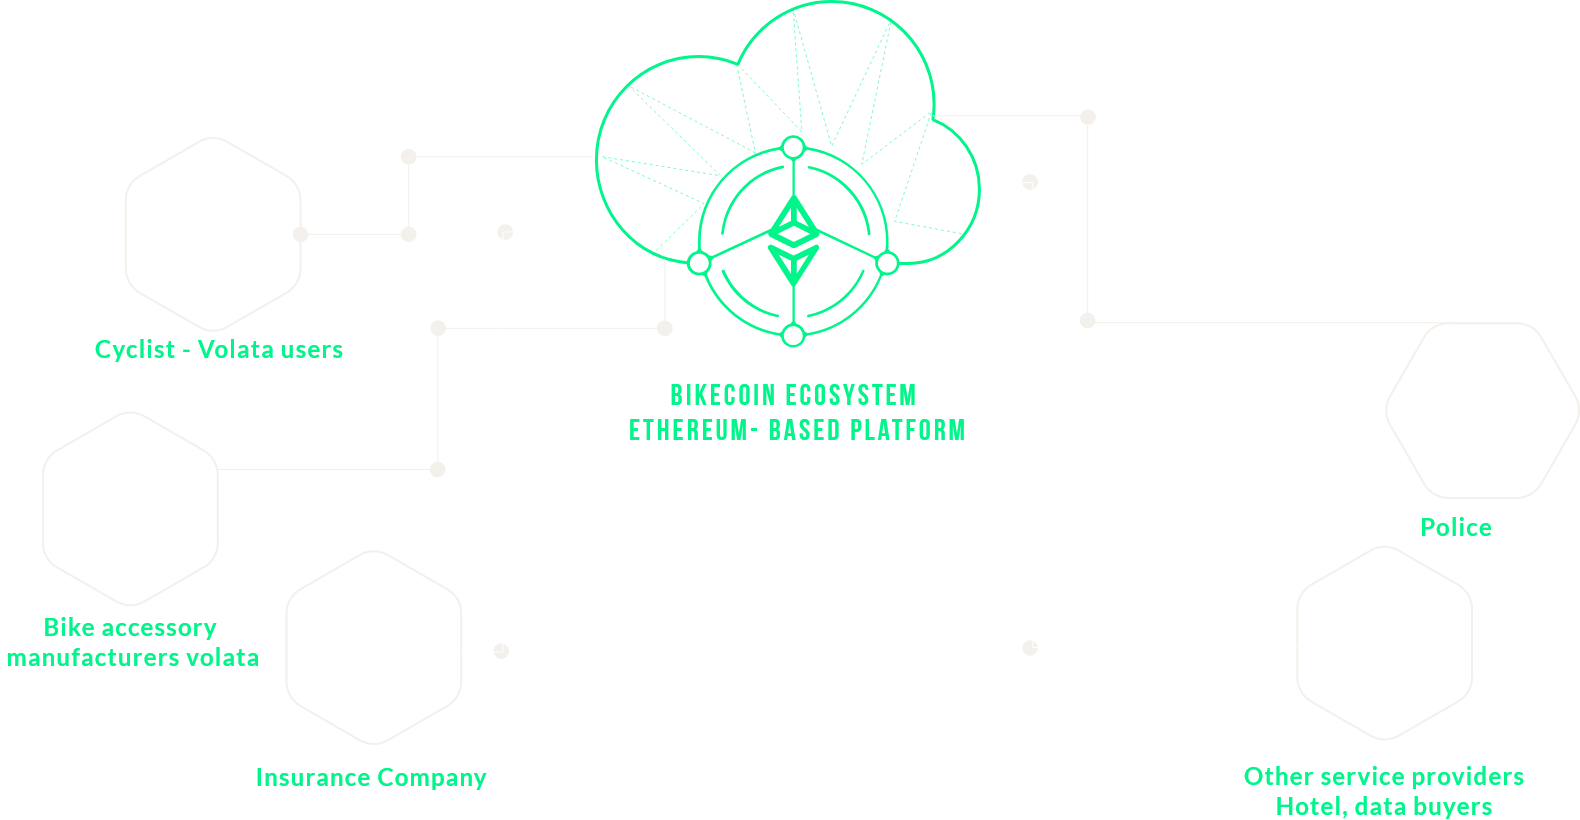 Cyclist - Volata users
BIKECOIN ECOSYSTEM
ETHEREUM- BASED PLATFORM
Police
Bike accessory
manufacturers volata
Insurance Company
Other service providers
Hotel, data buyers